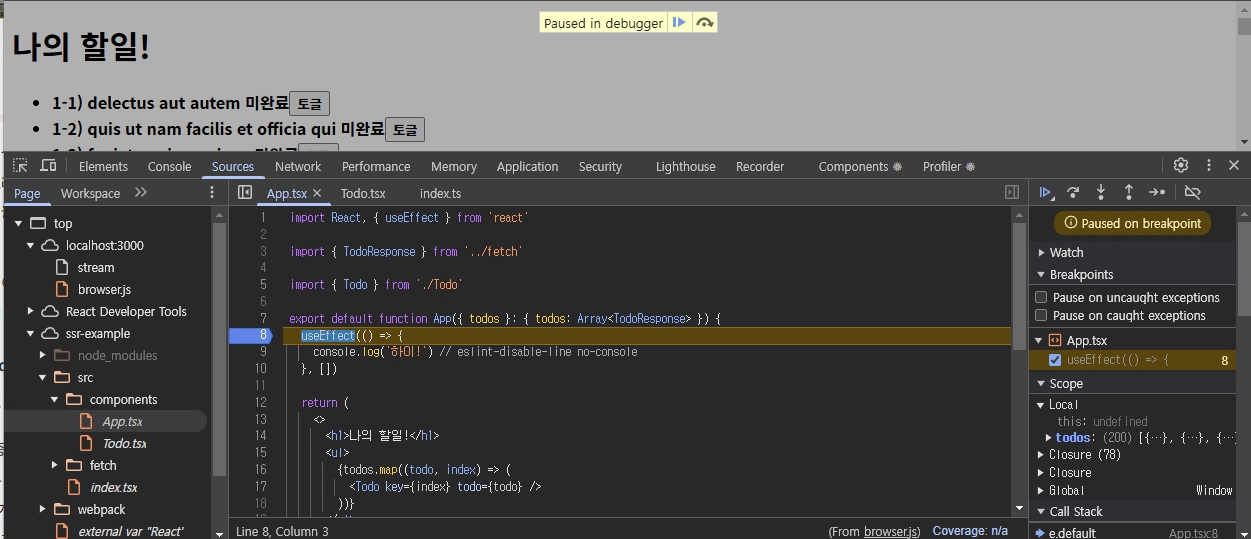 Paused in debugger
나의 할일!
1-1) delectus aut autem 미완료 토글
1-2) quis ut nam facilis et officia qui 미완료 토글
Elements Console Sources Network Performance Memory Application Security Lighthouse Recorder Components Profiler
Page Workspace
App.tsx Todo.tsx index.ts
top
localhost:3000
stream
browser.js
React Developer Tools
ssr-example
node_modules
src
components
App.tsx
Todo.tsx
fetch
index.tsx
webpack
external var "React"
1 import React, { useEffect } from 'react'
2
3 import { TodoResponse } from '../fetch'
4
5 import { Todo } from './Todo'
6
7 export default function App({ todos }: { todos: Array<TodoResponse> }) {
8 useEffect(() => {
9 console.log('하이!') // eslint-disable-line no-console
10 }, [])
11
12 return (
13 <>
14 <h1>나의 할일!</h1>
15 <ul>
16 {todos.map((todo, index) => (
17 <Todo key={index} todo={todo} />
18 ))}
Line 8, Column 3 (From browser.js) Coverage: n/a
Paused on breakpoint
Watch
Breakpoints
Pause on uncaught exceptions
Pause on caught exceptions
App.tsx
useEffect(() => { 8
Scope
Local
this: undefined
todos: (200) [{…}, {…}, {…
Closure (78)
Closure
Global Window
Call Stack
e.default App.tsx:8